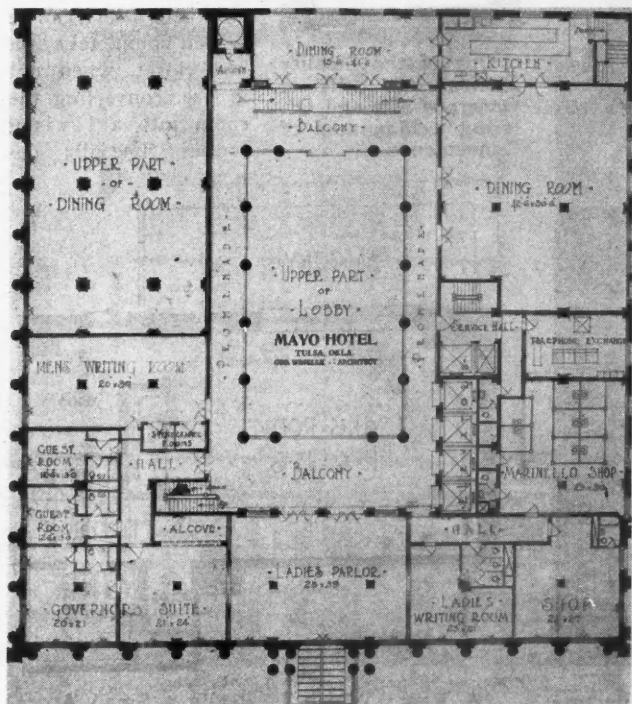 DINING ROOM
KITCHEN
BALCONY
UPPER PART
OF
DINING ROOM
DINING ROOM
PROMENADE
UPPER PART
OF
LOBBY
MAYO HOTEL
TULSA, OKLA.
PROMENADE
SERVICE HALL
TELEPHONE EXCHANGE
MENS WRITING ROOM
GUEST
ROOM
HALL
BALCONY
MARINELLO SHOP
GUEST
ROOM
ALCOVE
HALL
LADIES PARLOR
GOVERNORS SUITE
20x21
21x24
LADIES
WRITING ROOM
SHOP